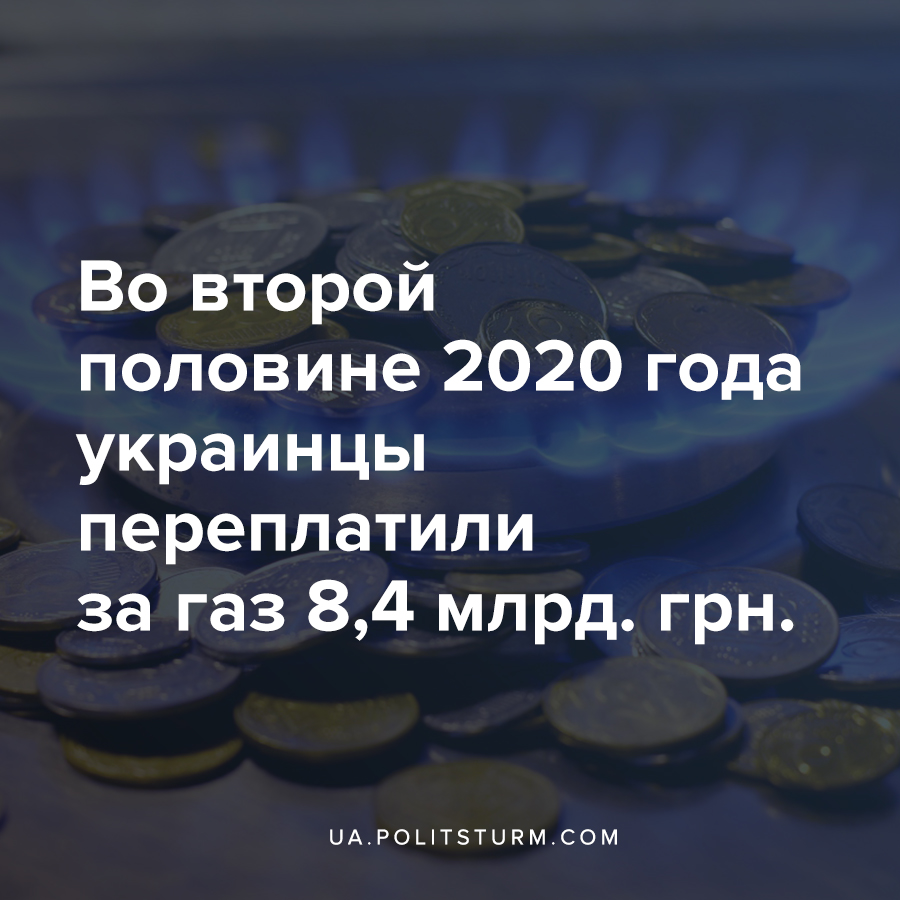 Во второй
половине 2020 года
украинцы
переплатили
за газ 8,4 млрд. грн.
UA.POLITSTURM.COM